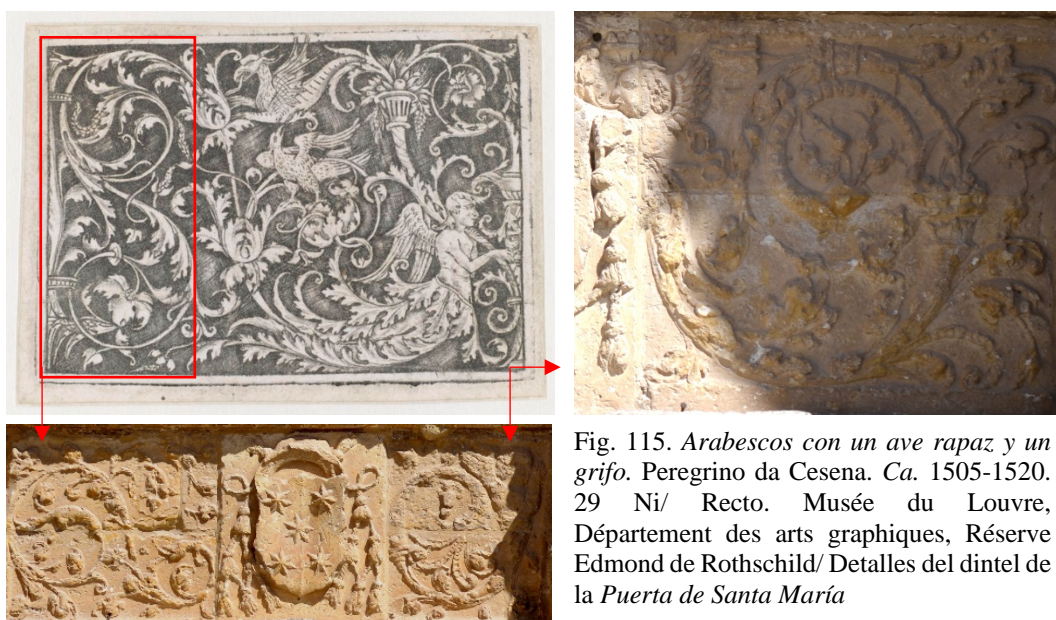 Fig. 115. Arabescos con un ave rapaz y un
grifo. Peregrino da Cesena. Ca. 1505-1520.
29 Ni/ Recto. Musée du Louvre,
Département des arts graphiques, Réserve
Edmond de Rothschild/ Detalles del dintel de
la Puerta de Santa María